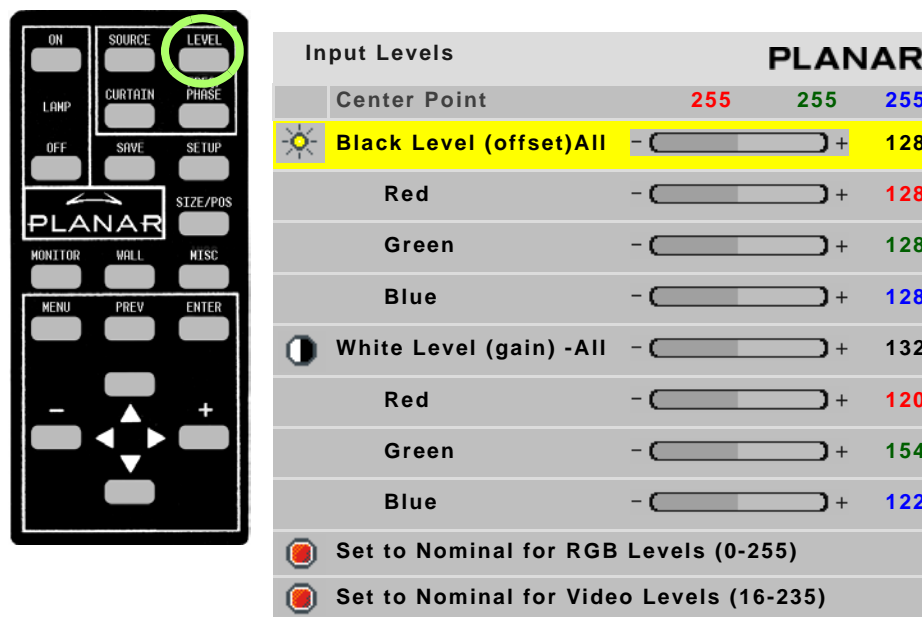 ON SOURCE LEVEL
CURTAIN PHASE
LAMP
OFF SAVE SETUP
SIZE/POS
PLANAR
MONITOR WALL MISC
MENU PREV ENTER
- +
Input Levels PLANAR
Center Point 255 255 255
Black Level (offset)All - + 128
Red - + 128
Green - + 128
Blue - + 128
White Level (gain) -All - + 132
Red - + 120
Green - + 154
Blue - + 122
Set to Nominal for RGB Levels (0-255)
Set to Nominal for Video Levels (16-235)